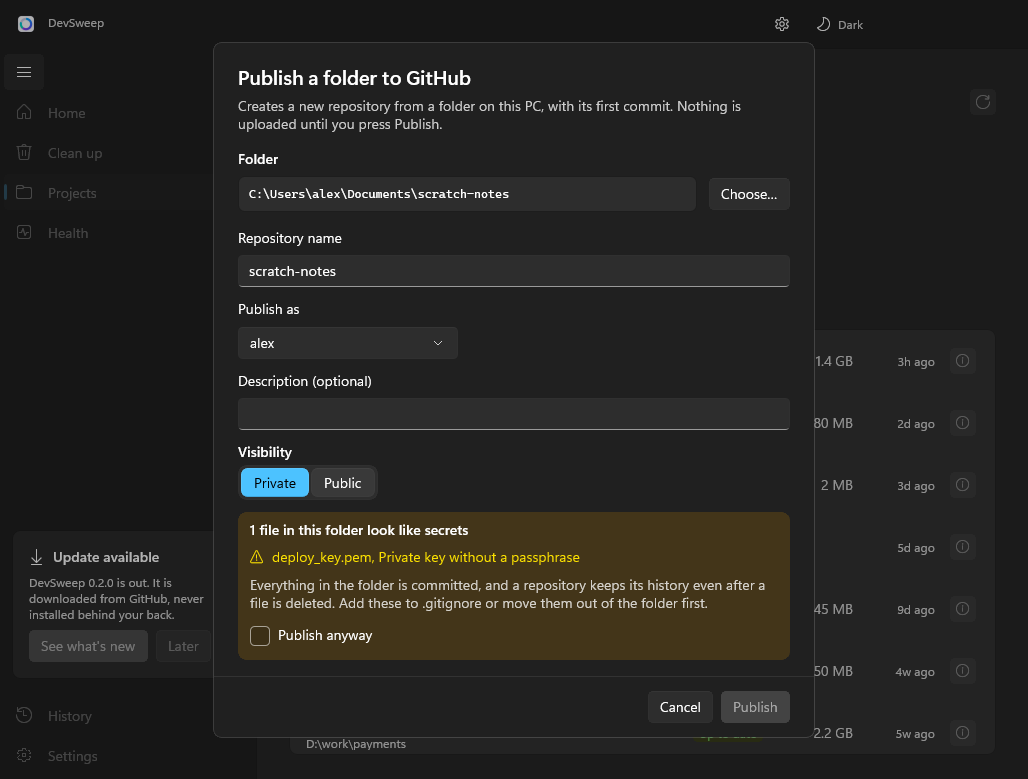 DevSweep
Dark
Home
Clean up
Projects
Health
Update available
DevSweep 0.2.0 is out. It is
downloaded from GitHub, never
installed behind your back.
See what's new
Later
History
Settings
Publish a folder to GitHub
Creates a new repository from a folder on this PC, with its first commit. Nothing is
uploaded until you press Publish.
Folder
C:\Users\alex\Documents\scratch-notes
Choose...
Repository name
scratch-notes
Publish as
alex
Description (optional)
Visibility
Private
Public
1 file in this folder look like secrets
deploy_key.pem, Private key without a passphrase
Everything in the folder is committed, and a repository keeps its history even after a
file is deleted. Add these to .gitignore or move them out of the folder first.
Publish anyway
Cancel
Publish
1.4 GB
3h ago
80 MB
2d ago
2 MB
3d ago
5d ago
45 MB
9d ago
50 MB
4w ago
2.2 GB
5w ago
D:\work\payments